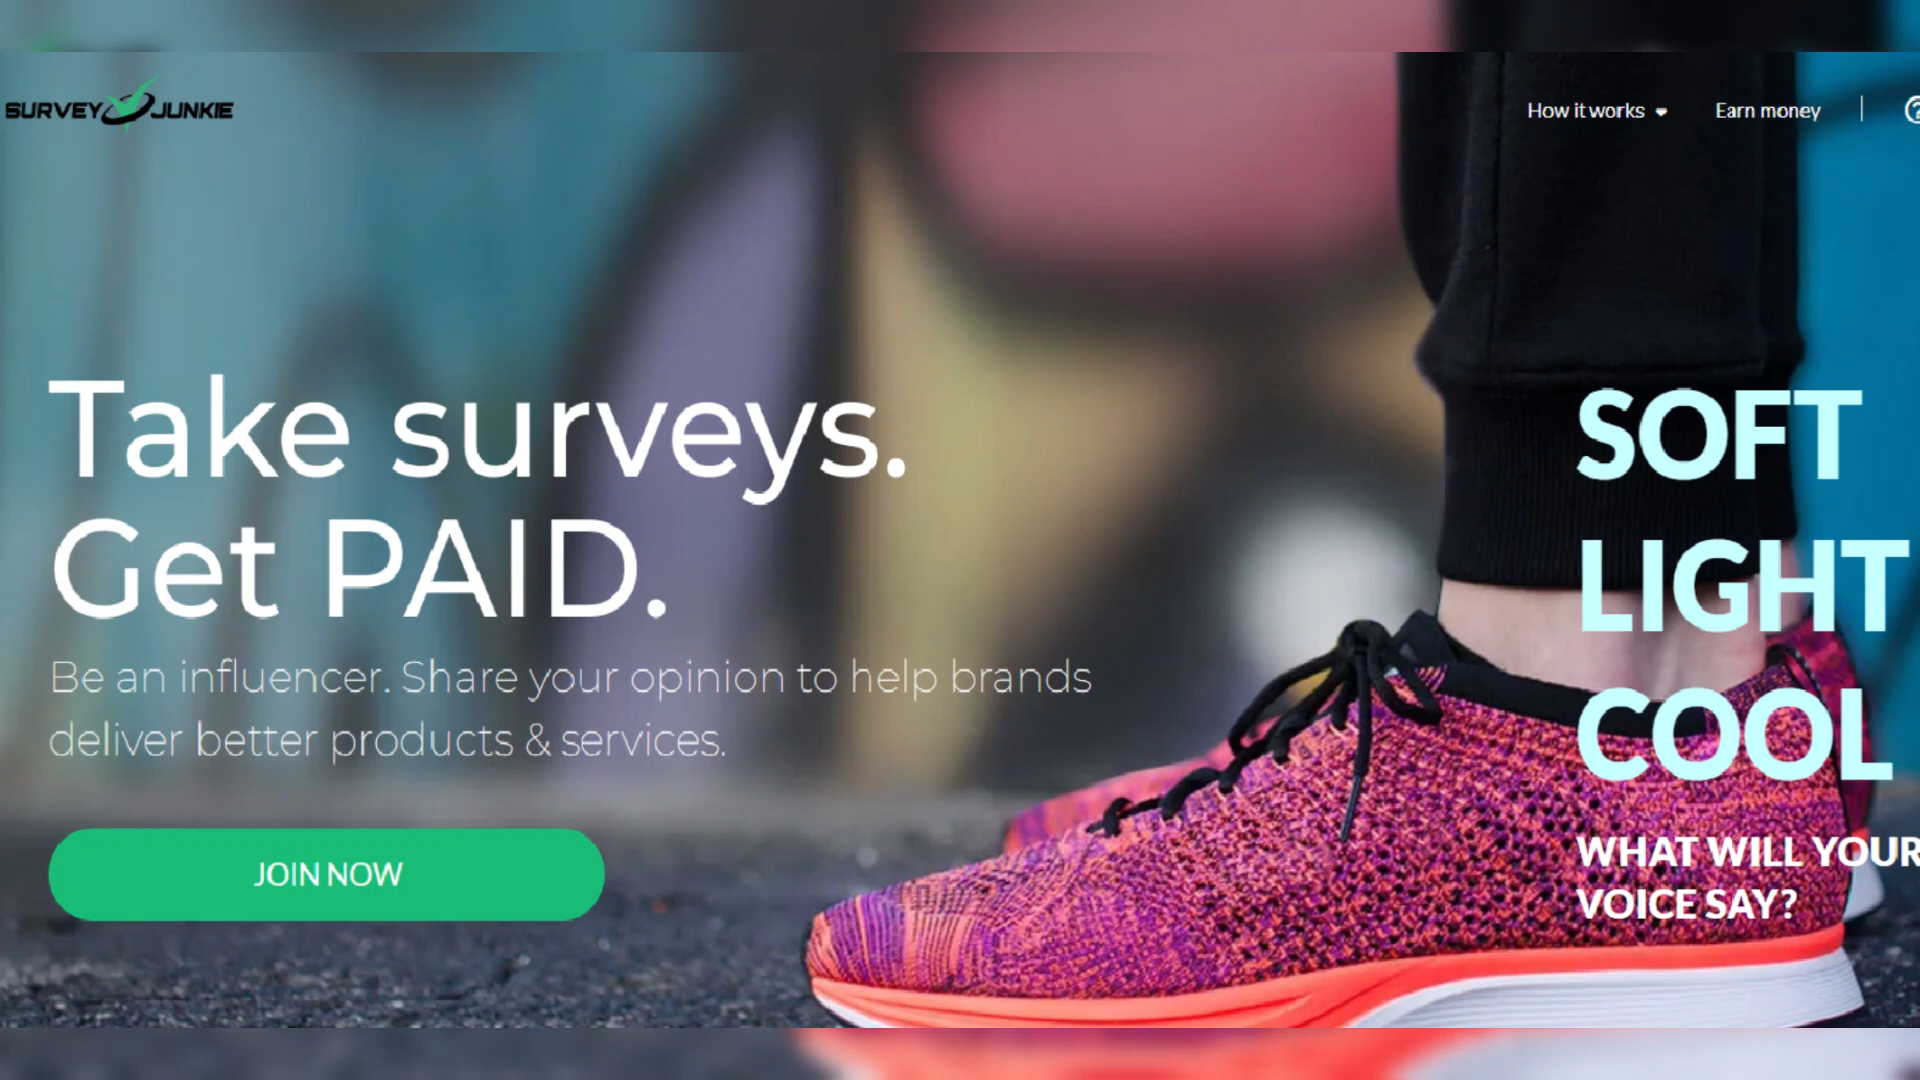 SURVEY JUNKIE
How it works
Earn money
Take surveys.
Get PAID.
Be an influencer. Share your opinion to help brands
deliver better products & services.
JOIN NOW
SOFT
LIGHT
COOL
WHAT WILL YOUR
VOICE SAY?